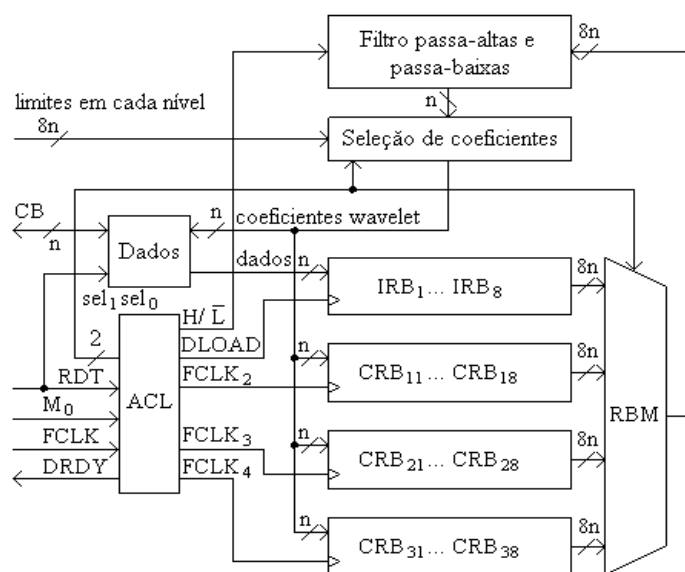 Filtro passa-altas e
passa-baixas
8n
n
limites em cada nível
8n
Seleção de coeficientes
CB
n
n
coeficientes wavelet
Dados
dados
n
IRB1... IRB8
8n
sel1 sel0
H/ L̅
2
DLOAD
RDT
FCLK2
n
CRB11... CRB18
8n
M0
ACL
RBM
FCLK
FCLK3
n
CRB21... CRB28
8n
DRDY
FCLK4
n
CRB31... CRB38
8n